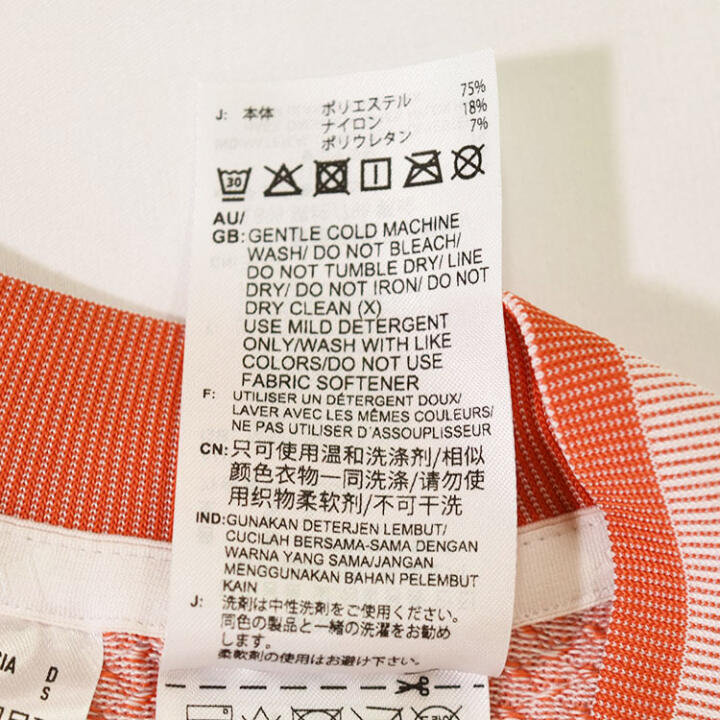 J: 本体 ポリエステル 75%
ナイロン 18%
ポリウレタン 7%
30
AU/
GB: GENTLE COLD MACHINE
WASH/ DO NOT BLEACH/
DO NOT TUMBLE DRY/ LINE
DRY/ DO NOT IRON/ DO NOT
DRY CLEAN (X)
USE MILD DETERGENT
ONLY/WASH WITH LIKE
COLORS/DO NOT USE
FABRIC SOFTENER
F: UTILISER UN DÉTERGENT DOUX/
LAVER AVEC LES MÊMES COULEURS/
NE PAS UTILISER D´ASSOUPLISSEUR
CN: 只可使用温和洗涤剂/相似
颜色衣物一同洗涤/请勿使
用织物柔软剂/不可干洗
IND: GUNAKAN DETERJEN LEMBUT/
CUCILAH BERSAMA-SAMA DENGAN
WARNA YANG SAMA/JANGAN
MENGGUNAKAN BAHAN PELEMBUT
KAIN
J: 洗剤は中性洗剤をご使用ください。
同色の製品と一緒の洗濯をお勧め
します。
柔軟剤の使用はお避け下さい。
CIA D
S